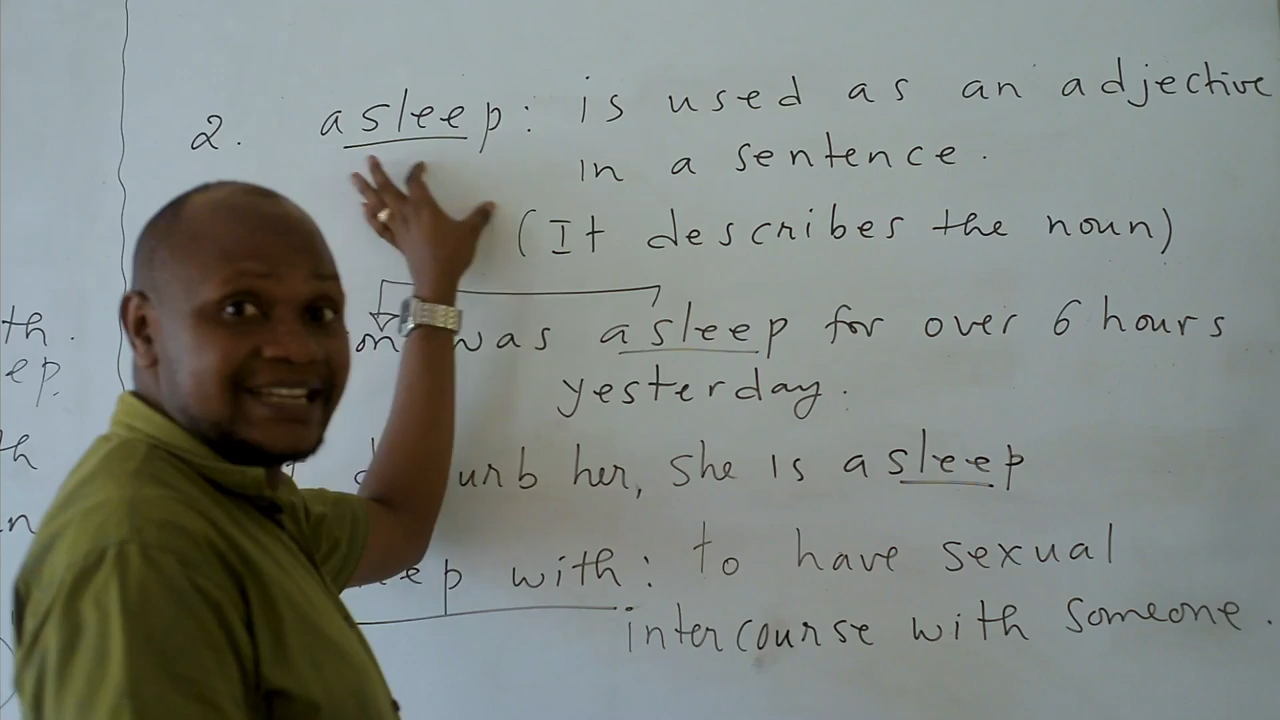 2. asleep: is used as an adjective
in a sentence.
(It describes the noun)
was asleep for over 6 hours
yesterday.
her, she is asleep
with: to have sexual
intercourse with someone.